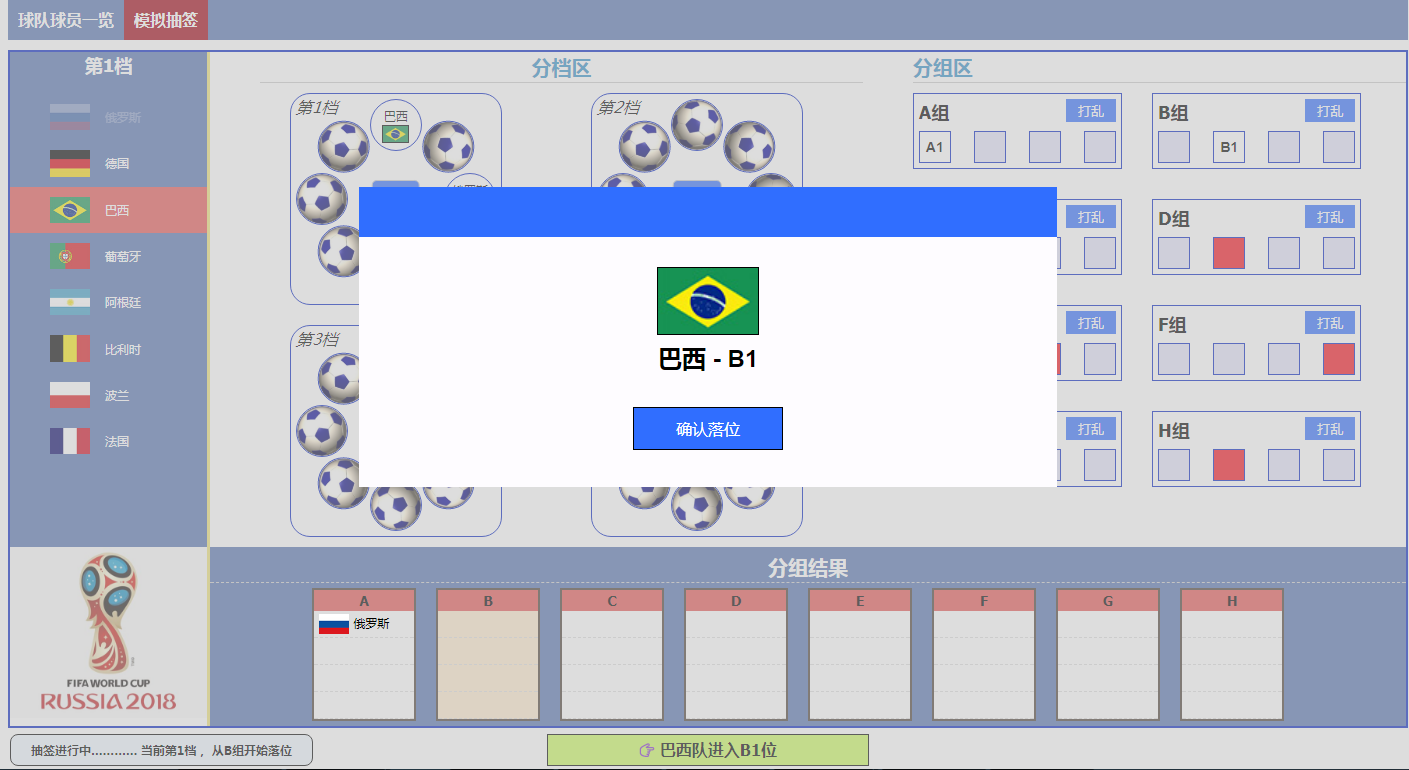 球队球员一览 模拟抽签
第1档
俄罗斯
德国
巴西
葡萄牙
阿根廷
比利时
波兰
法国
FIFA WORLD CUP
RUSSIA 2018
分档区
第1档
巴西
俄罗斯
第2档
第3档
分组区
A组 打乱
A1
B组 打乱
B1
打乱
D组 打乱
打乱
F组 打乱
打乱
H组 打乱
巴西 - B1
确认落位
分组结果
A B C D E F G H
俄罗斯
抽签进行中............ 当前第1档 ，从B组开始落位
巴西队进入B1位